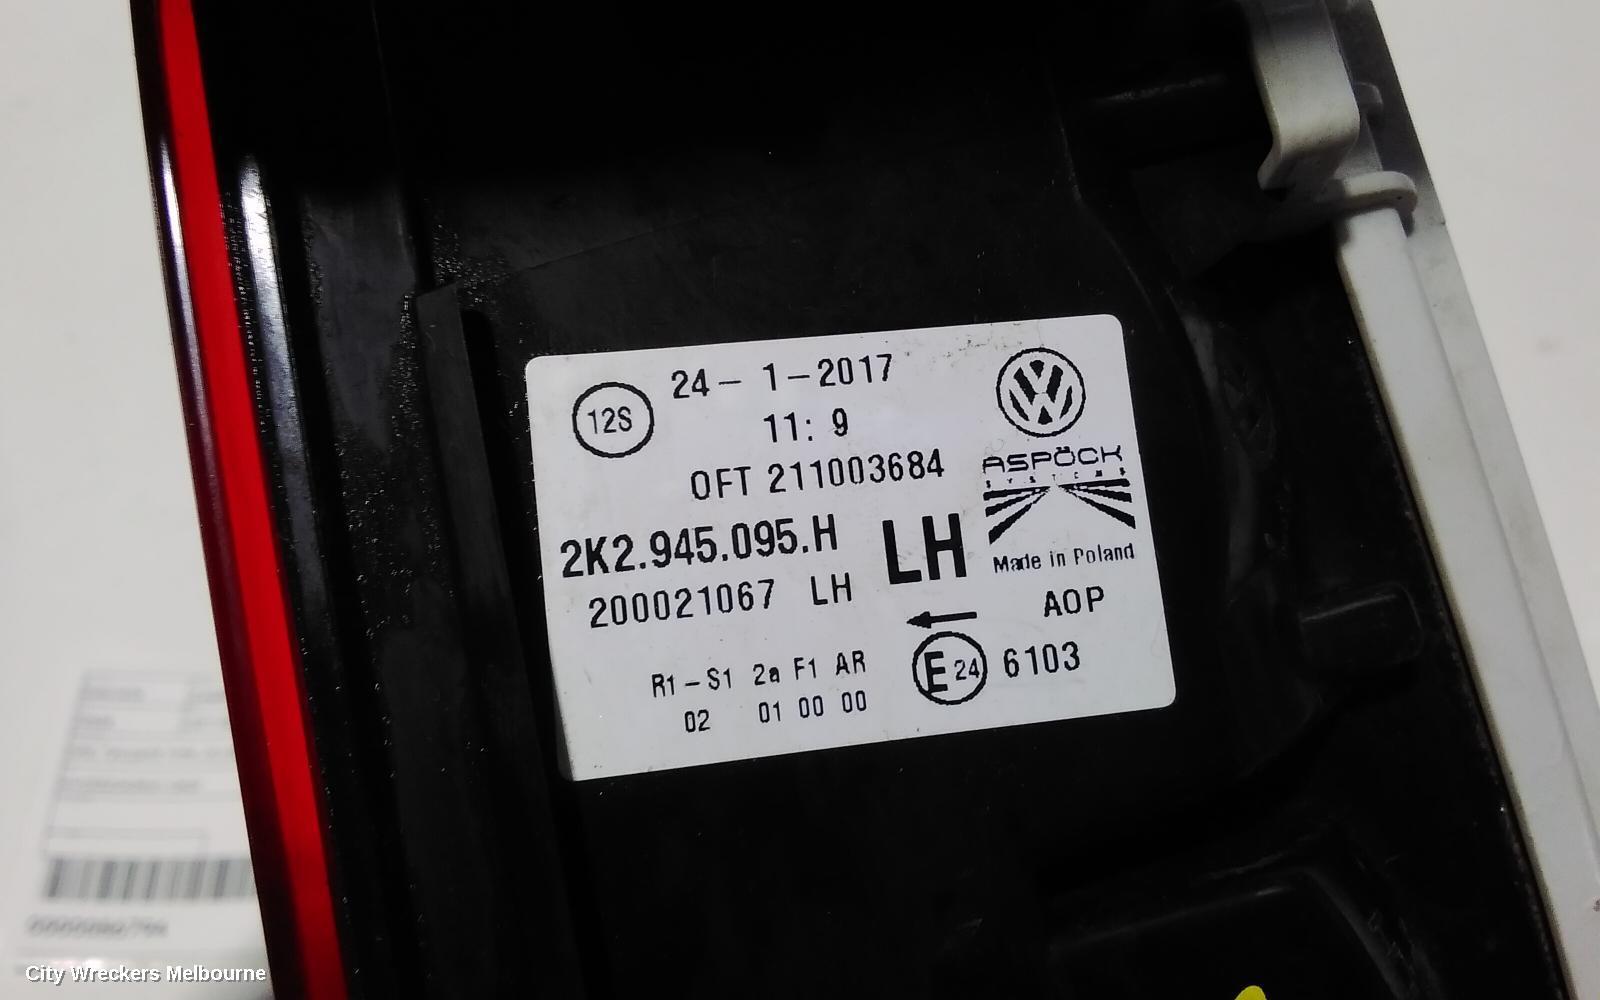 12S
24 - 1 - 2017
11: 9
OFT 211003684
ASPÖCK
SYSTEMS
2K2.945.095.H LH
Made in Poland
200021067 LH
AOP
R1-S1 2a F1 AR
02 01 00 00
E 24 6103
City Wreckers Melbourne